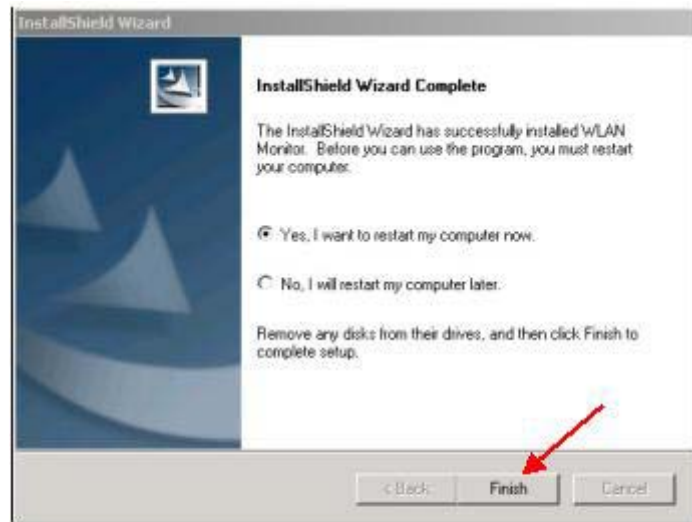 InstallShield Wizard
InstallShield Wizard Complete
The InstallShield Wizard has successfully installed WLAN
Monitor. Before you can use the program, you must restart
your computer.
Yes, I want to restart my computer now.
No, I will restart my computer later.
Remove any disks from their drives, and then click Finish to
complete setup.
< Back
Finish
Cancel